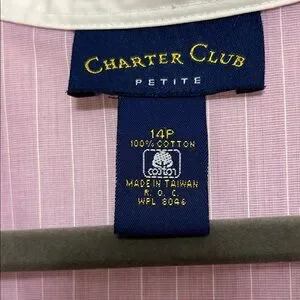 CHARTER CLUB
PETITE
14P
100% COTTON
cotton
MADE IN TAIWAN
R. O. C.
WPL 8046